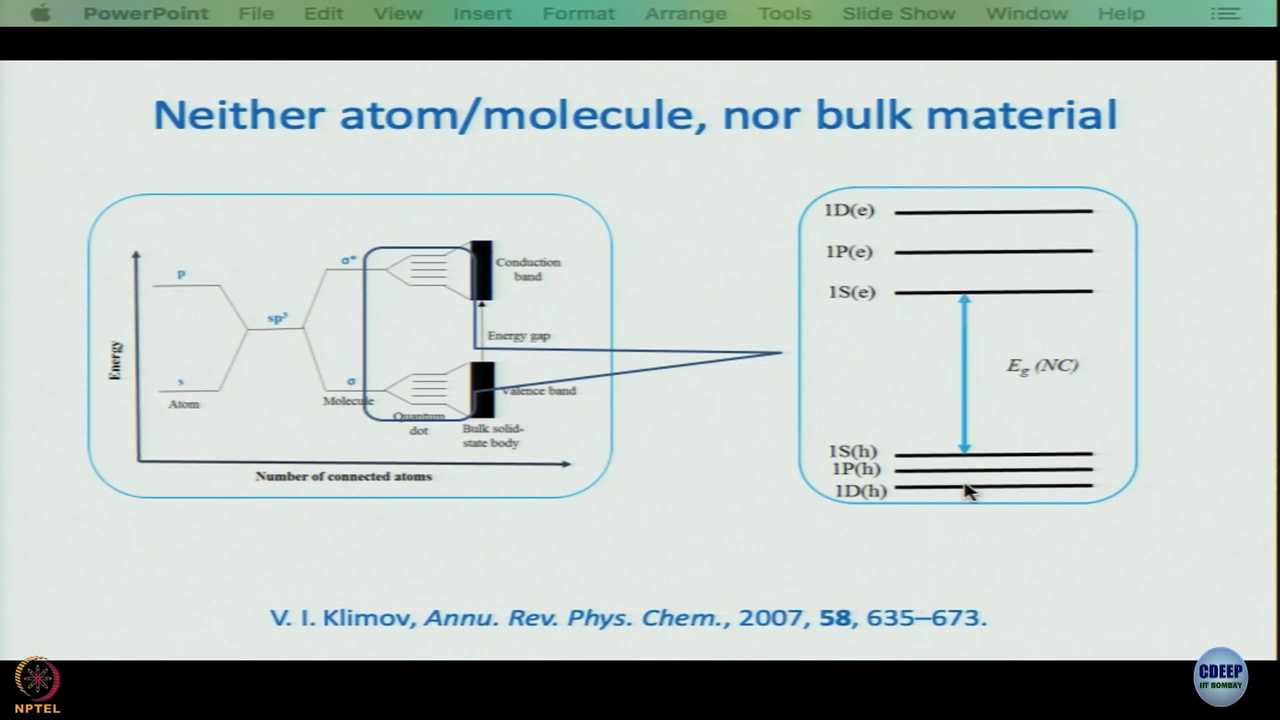 PowerPoint File Edit View Insert Format Arrange Tools Slide Show Window Help
Neither atom/molecule, nor bulk material
Energy
p
s
Atom
sp³
σ*
σ
Molecule
Quantum
dot
Conduction
band
Energy gap
Valence band
Bulk solid-
state body
Number of connected atoms
1D(e)
1P(e)
1S(e)
Eg (NC)
1S(h)
1P(h)
1D(h)
V. I. Klimov, Annu. Rev. Phys. Chem., 2007, 58, 635–673.
NPTEL
CDEEP
IIT BOMBAY